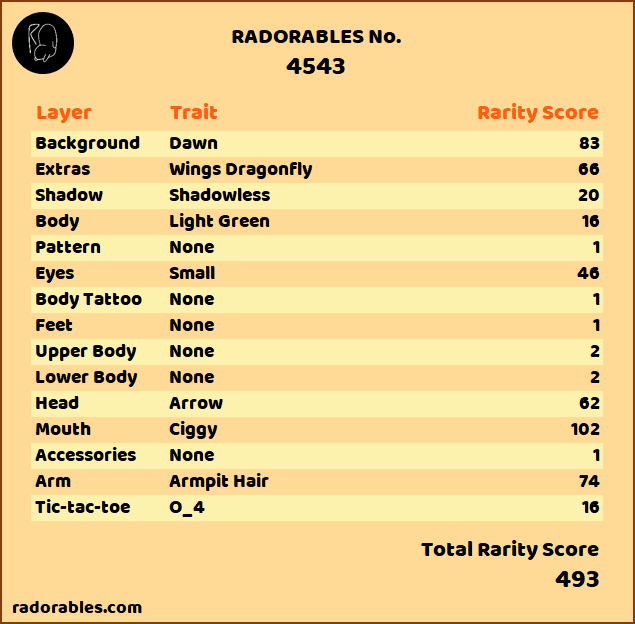 RADORABLES No.
4543
Layer Trait Rarity Score
Background Dawn 83
Extras Wings Dragonfly 66
Shadow Shadowless 20
Body Light Green 16
Pattern None 1
Eyes Small 46
Body Tattoo None 1
Feet None 1
Upper Body None 2
Lower Body None 2
Head Arrow 62
Mouth Ciggy 102
Accessories None 1
Arm Armpit Hair 74
Tic-tac-toe O_4 16
Total Rarity Score
493
radorables.com